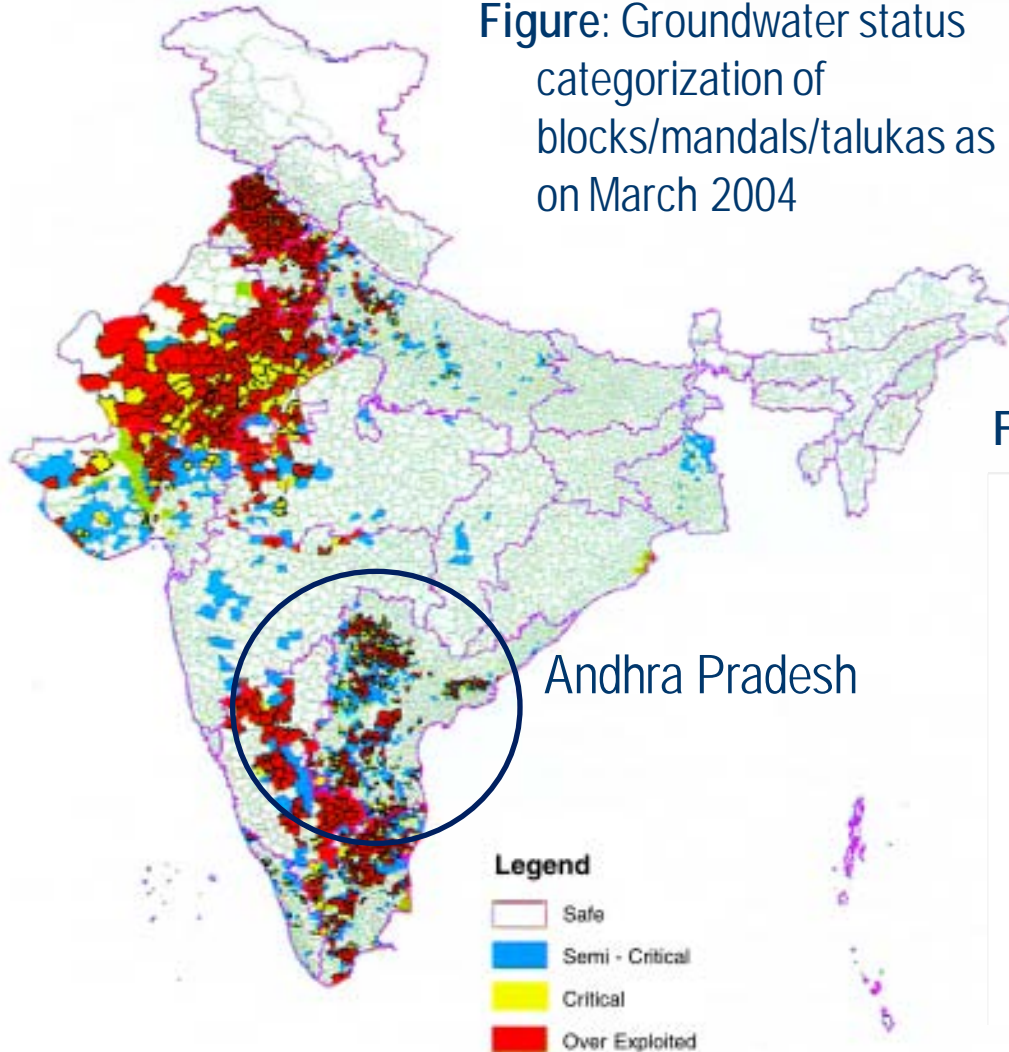 Figure: Groundwater status
categorization of
blocks/mandals/talukas as
on March 2004
F
Andhra Pradesh
Legend
Safe
Semi - Critical
Critical
Over Exploited